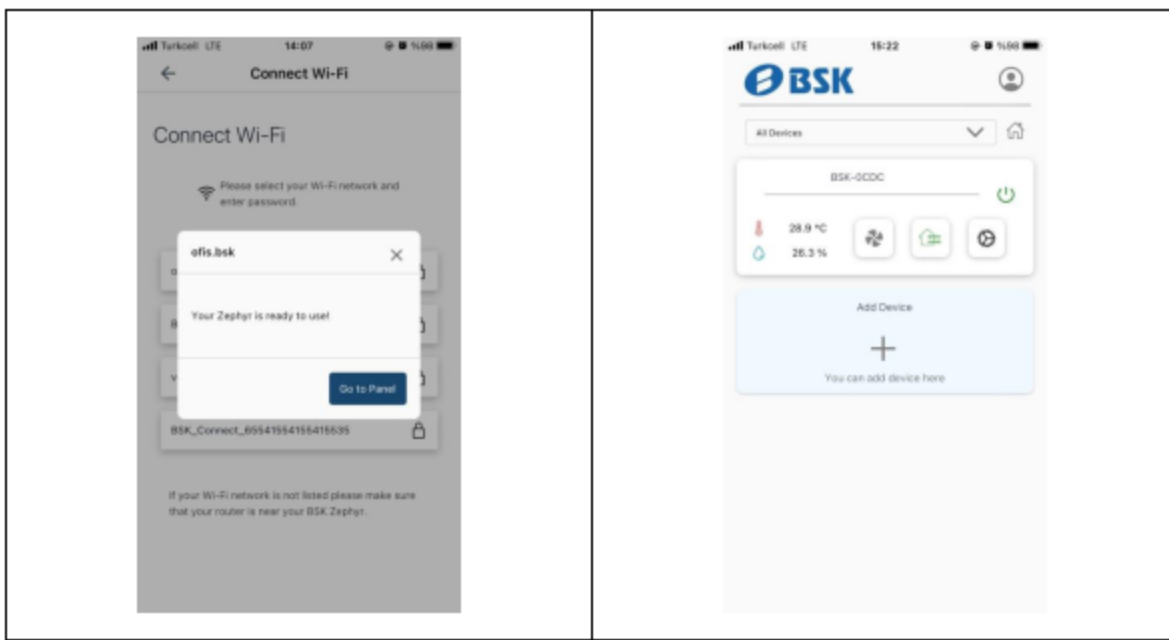 Turkcell LTE 14:07 %98
Connect Wi-Fi
Connect Wi-Fi
Please select your Wi-Fi network and
enter password.
ofis.bsk
Your Zephyr is ready to use!
Go to Panel
BSK_Connect_65541554155415535
If your Wi-Fi network is not listed please make sure
that your router is near your BSK Zephyr.
Turkcell LTE 15:22 %98
BSK
All Devices
BSK-0CDC
28.9 °C
26.3 %
Add Device
You can add device here